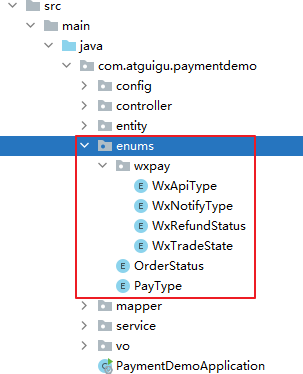 src
main
java
com.atguigu.paymentdemo
config
controller
entity
enums
wxpay
WxApiType
WxNotifyType
WxRefundStatus
WxTradeState
OrderStatus
PayType
mapper
service
vo
PaymentDemoApplication